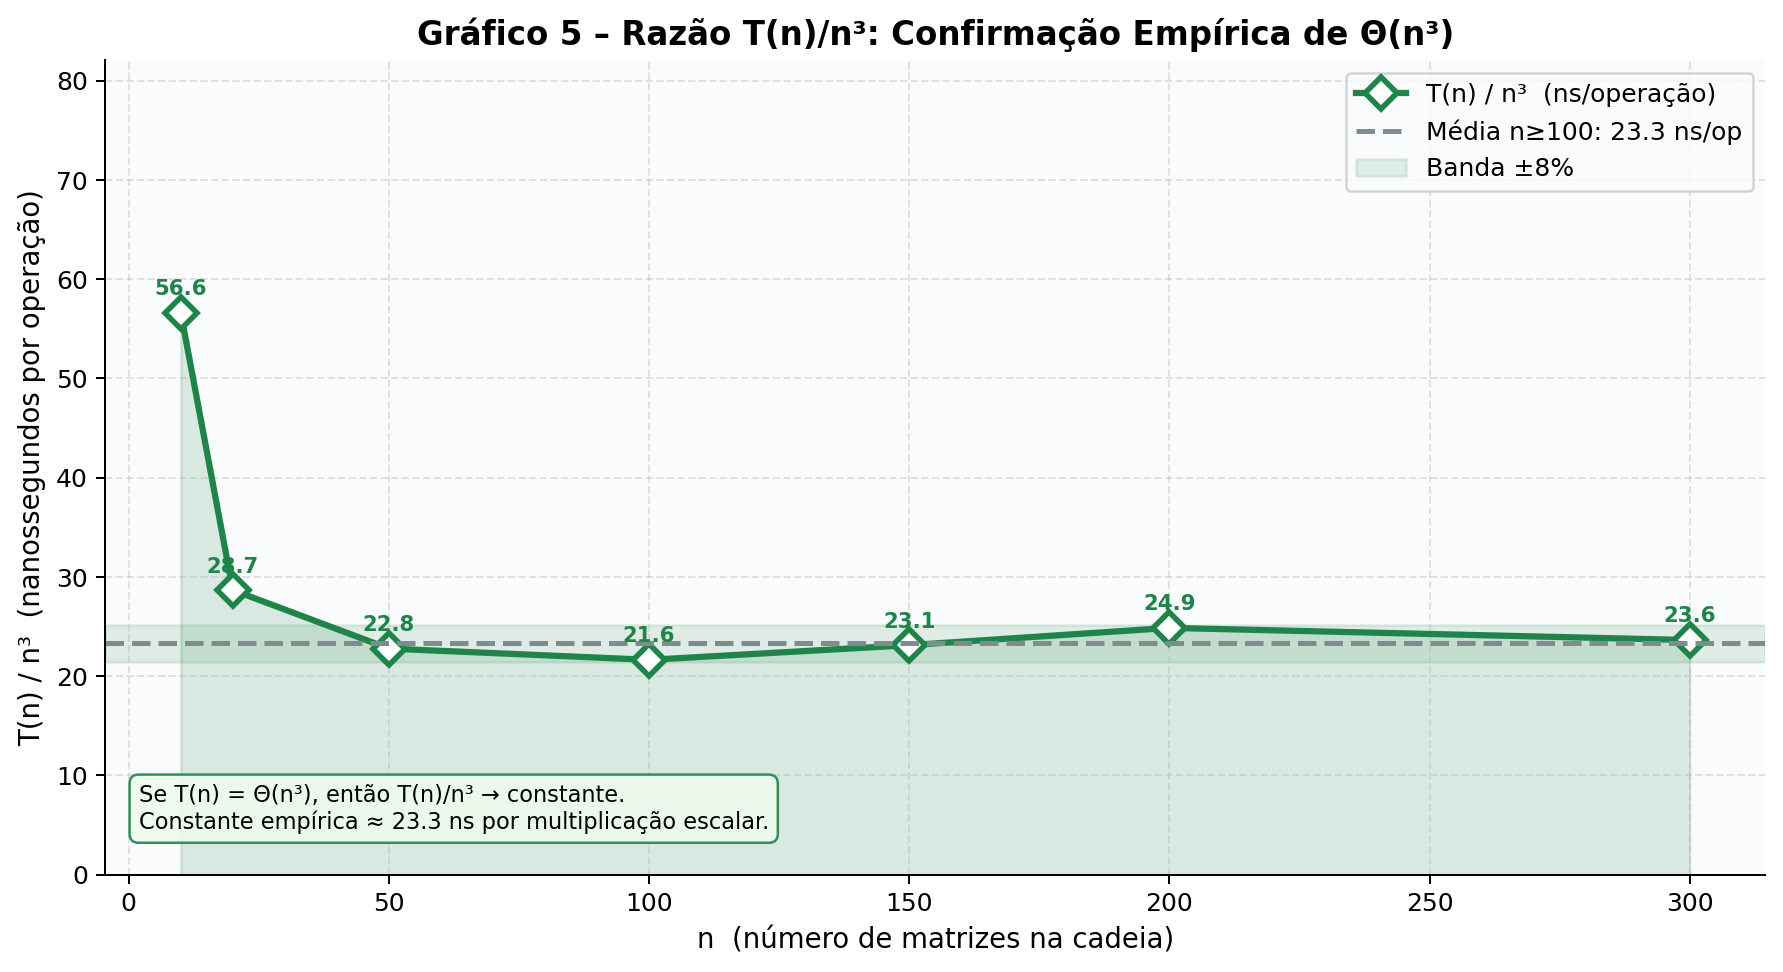 Gráfico 5 – Razão T(n)/n³: Confirmação Empírica de Θ(n³)
T(n) / n³  (ns/operação)
Média n≥100: 23.3 ns/op
Banda ±8%
T(n) / n³  (nanossegundos por operação)
80
70
60
50
40
30
20
10
0
56.6
28.7
22.8
21.6
23.1
24.9
23.6
Se T(n) = Θ(n³), então T(n)/n³ → constante.
Constante empírica ≈ 23.3 ns por multiplicação escalar.
0
50
100
150
200
250
300
n  (número de matrizes na cadeia)